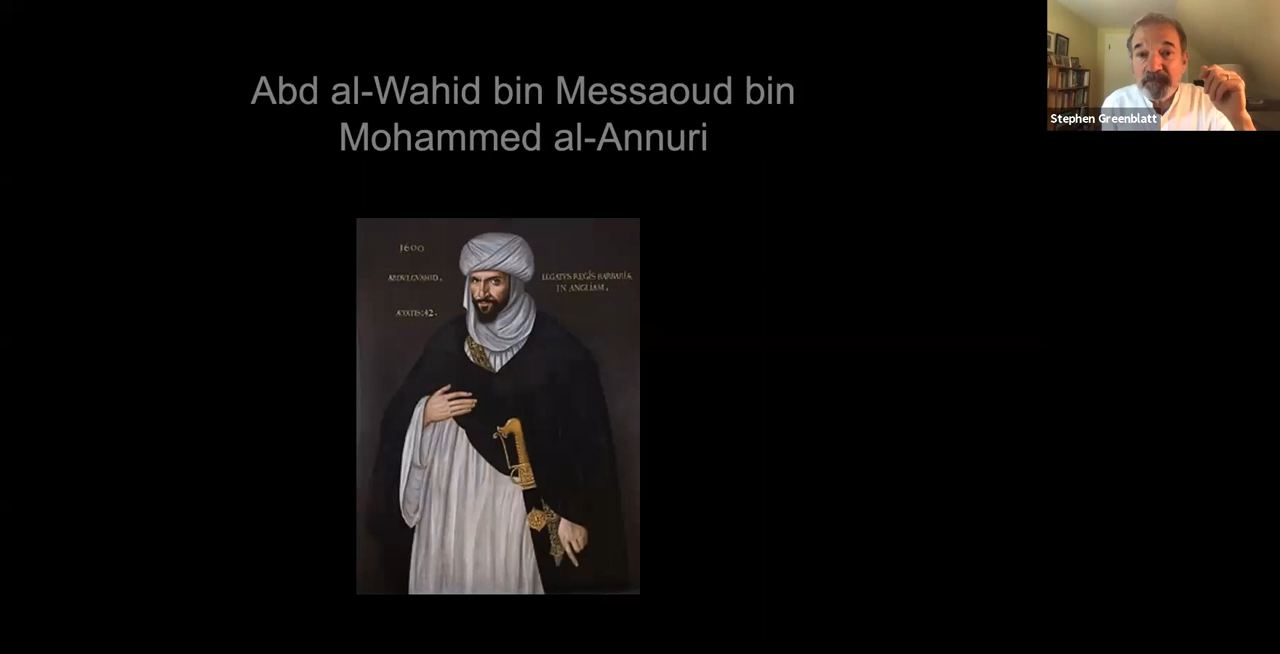 Abd al-Wahid bin Messaoud bin
Mohammed al-Annuri
Stephen Greenblatt
1600
ABDVLGVAHID.
LEGATVS REGIS BARBARIÆ
IN ANGLIAM.
ÆTATIS:42.